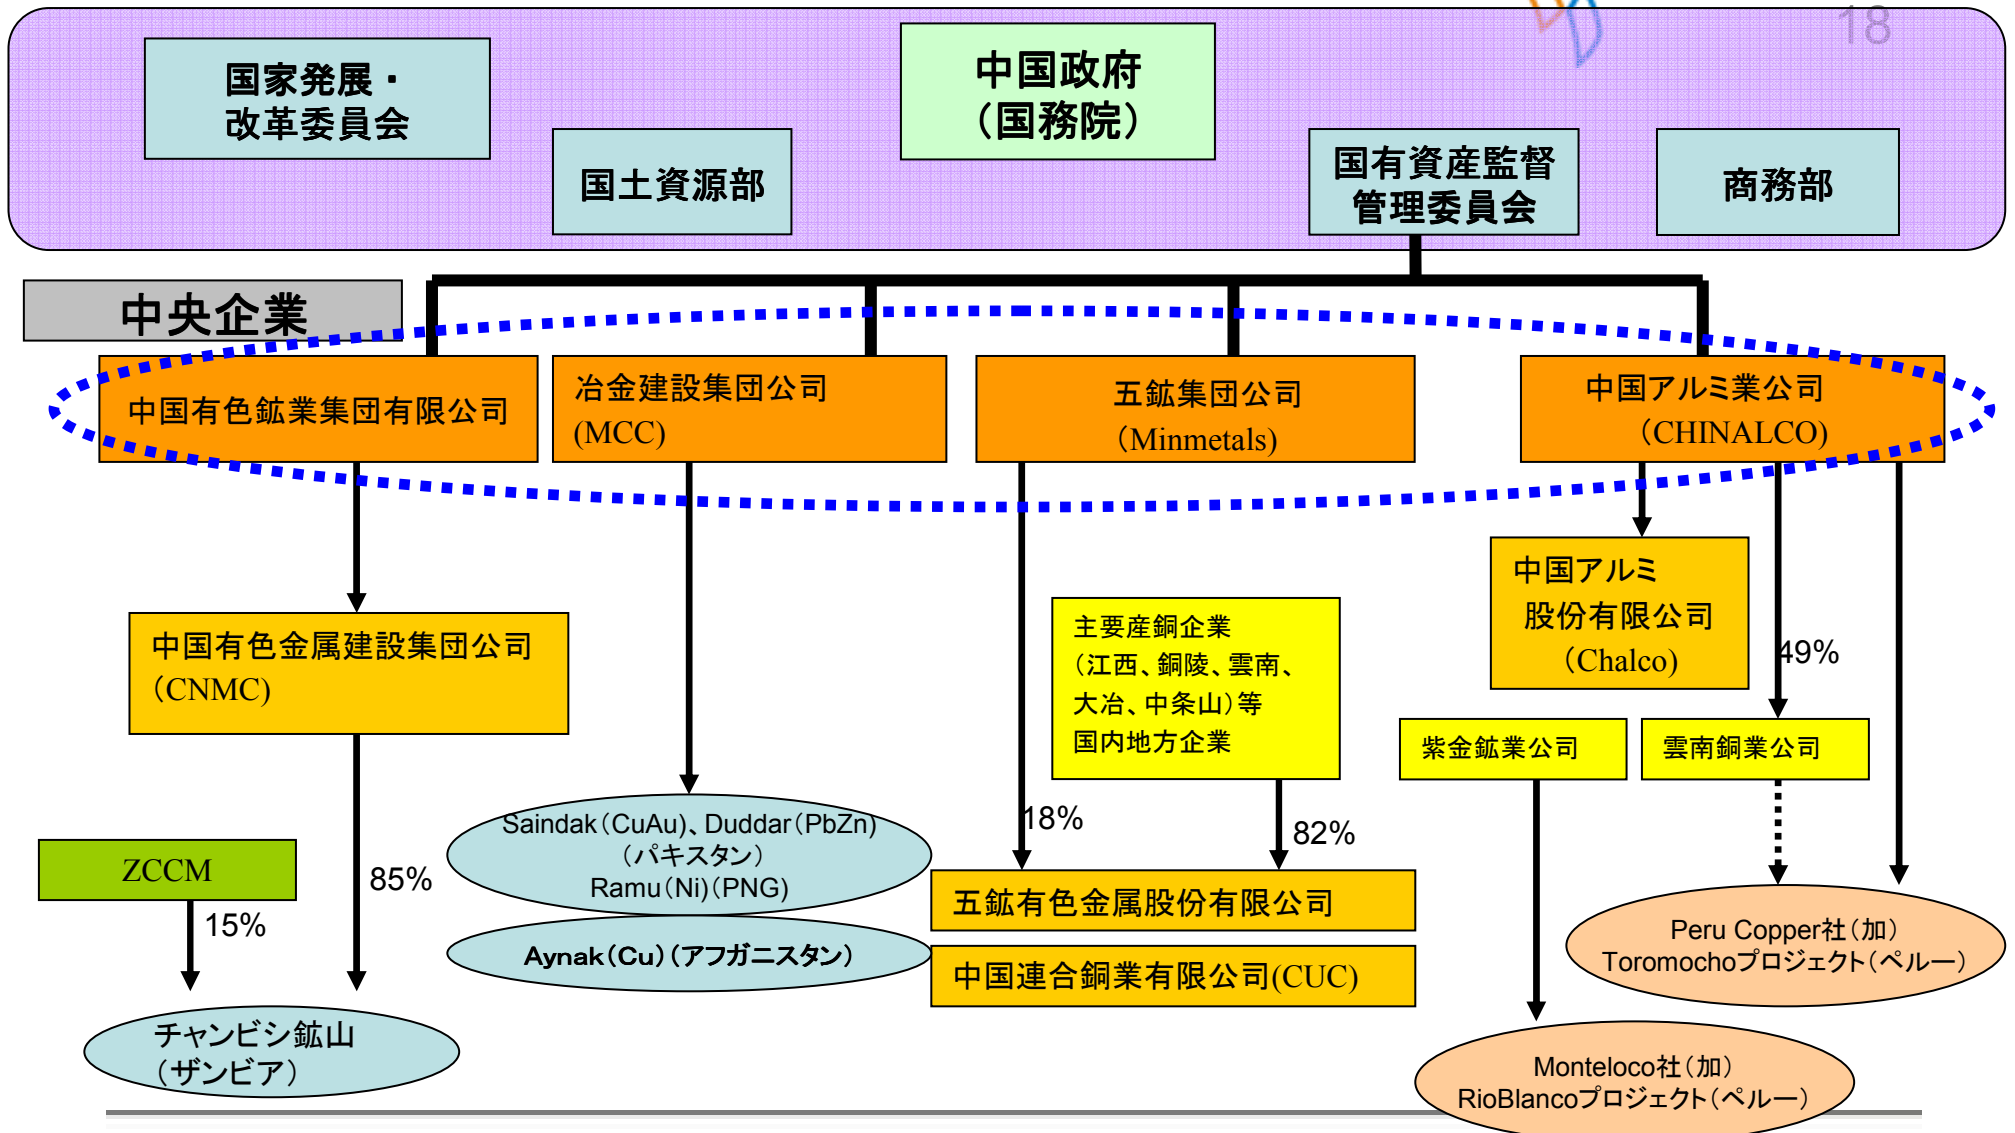 18
国家発展・
改革委員会
中国政府
（国務院）
国土資源部
国有資産監督
管理委員会
商務部
中央企業
中国有色鉱業集団有限公司
冶金建設集団公司
(MCC)
五鉱集団公司
（Minmetals)
中国アルミ業公司
（CHINALCO)
中国アルミ
股份有限公司
（Chalco)
49%
中国有色金属建設集団公司
（CNMC)
主要産銅企業
（江西、銅陵、雲南、
大冶、中条山）等
国内地方企業
紫金鉱業公司
雲南銅業公司
Saindak（CuAu）、Duddar（PbZn）
（パキスタン）
Ramu（Ni）(PNG)
18%
82%
ZCCM
85%
15%
五鉱有色金属股份有限公司
Aynak（Cu）（アフガニスタン）
中国連合銅業有限公司(CUC)
Peru Copper社（加）
Toromochoプロジェクト（ペルー）
チャンビシ鉱山
（ザンビア）
Monteloco社（加）
RioBlancoプロジェクト（ペルー）